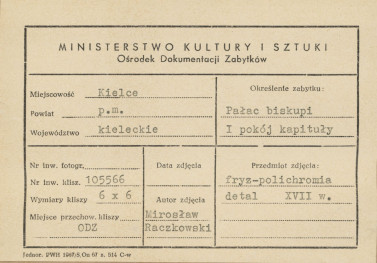 MINISTERSTWO KULTURY I SZTUKI
Ośrodek Dokumentacji Zabytków
Miejscowość Kielce
Powiat p.m.
Województwo kieleckie
Określenie zabytku:
Pałac biskupi
I pokój kapituły
Nr inw. fotogr.
Nr inw. klisz. 105566
Wymiary kliszy 6 x 6
Miejsce przechow. kliszy
ODZ
Data zdjęcia
Autor zdjęcia
Mirosław
Raczkowski
Przedmiot zdjęcia:
fryz-polichromia
detal XVII w.